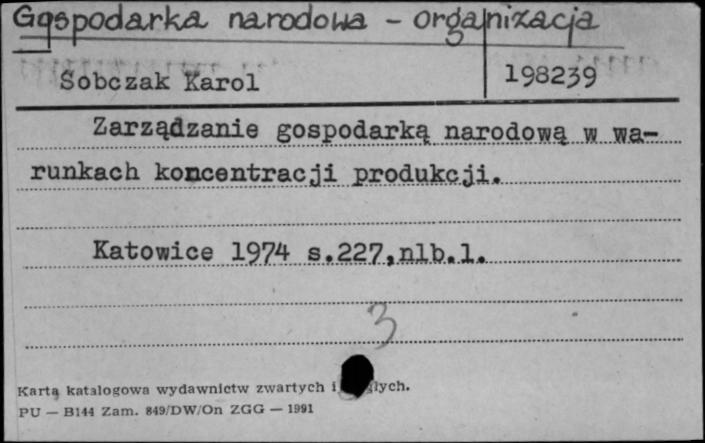 Gospodarka narodowa - organizacja
Sobczak Karol 198239
Zarządzanie gospodarką narodową w wa-
runkach koncentracji produkcji.
Katowice 1974 s.227,nlb.1.
3
Karta katalogowa wydawnictw zwartych i
PU — B144 Zam. 849/DW/On ZGG — 1991